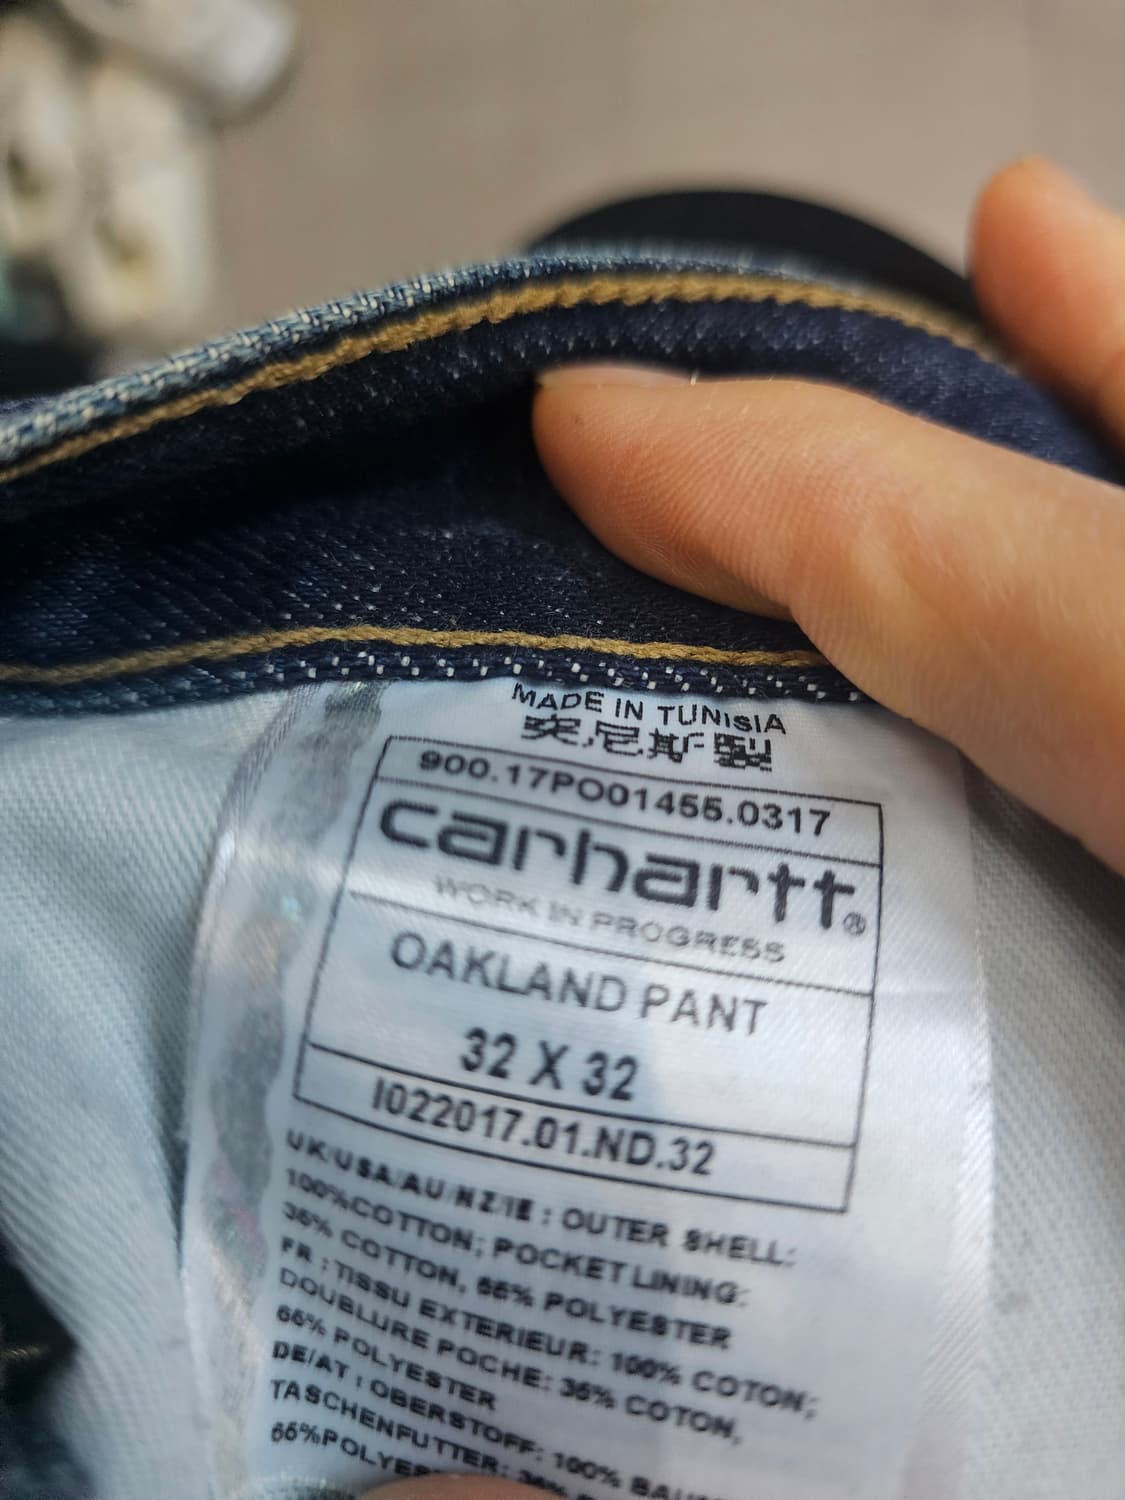 MADE IN TUNISIA
突尼斯製
900.17PO01455.0317
carhartt®
WORK IN PROGRESS
OAKLAND PANT
32 X 32
I022017.01.ND.32
UK/USA/AU/NZ/IE : OUTER SHELL:
100%COTTON; POCKET LINING:
35% COTTON, 65% POLYESTER
FR : TISSU EXTERIEUR: 100% COTON;
DOUBLURE POCHE: 35% COTON,
65% POLYESTER
DE/AT : OBERSTOFF: 100%
TASCHENFUTTER:
65%